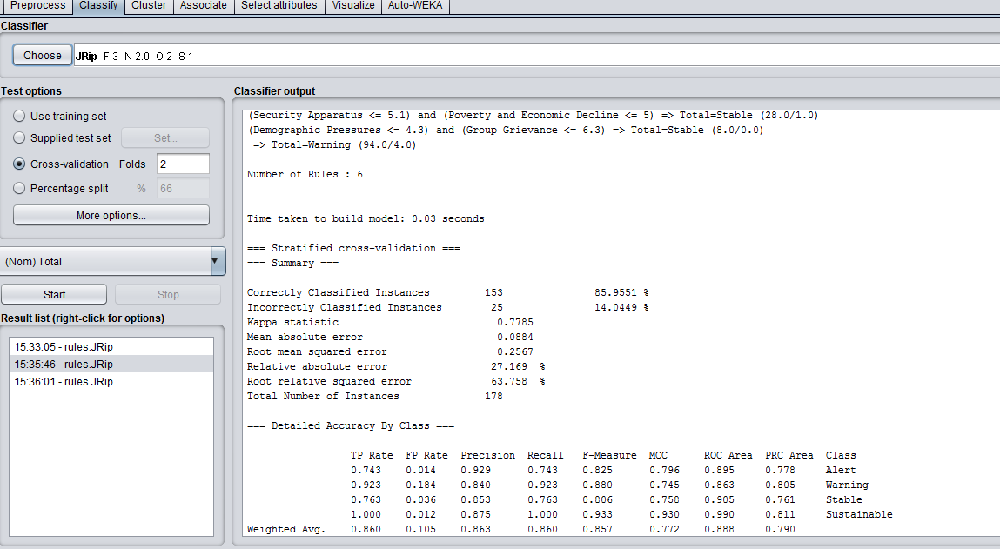 Preprocess Classify Cluster Associate Select attributes Visualize Auto-WEKA
Classifier
Choose JRip -F 3 -N 2.0 -O 2 -S 1
Test options
Use training set
Supplied test set Set...
Cross-validation Folds 2
Percentage split % 66
More options...
(Nom) Total
Start Stop
Result list (right-click for options)
15:33:05 - rules.JRip
15:35:46 - rules.JRip
15:36:01 - rules.JRip
Classifier output
(Security Apparatus <= 5.1) and (Poverty and Economic Decline <= 5) => Total=Stable (28.0/1.0)
(Demographic Pressures <= 4.3) and (Group Grievance <= 6.3) => Total=Stable (8.0/0.0)
=> Total=Warning (94.0/4.0)
Number of Rules : 6
Time taken to build model: 0.03 seconds
=== Stratified cross-validation ===
=== Summary ===
Correctly Classified Instances 153 85.9551 %
Incorrectly Classified Instances 25 14.0449 %
Kappa statistic 0.7785
Mean absolute error 0.0884
Root mean squared error 0.2567
Relative absolute error 27.169 %
Root relative squared error 63.758 %
Total Number of Instances 178
=== Detailed Accuracy By Class ===
TP Rate FP Rate Precision Recall F-Measure MCC ROC Area PRC Area Class
0.743 0.014 0.929 0.743 0.825 0.796 0.895 0.778 Alert
0.923 0.184 0.840 0.923 0.880 0.745 0.863 0.805 Warning
0.763 0.036 0.853 0.763 0.806 0.758 0.905 0.761 Stable
1.000 0.012 0.875 1.000 0.933 0.930 0.990 0.811 Sustainable
Weighted Avg. 0.860 0.105 0.863 0.860 0.857 0.772 0.888 0.790